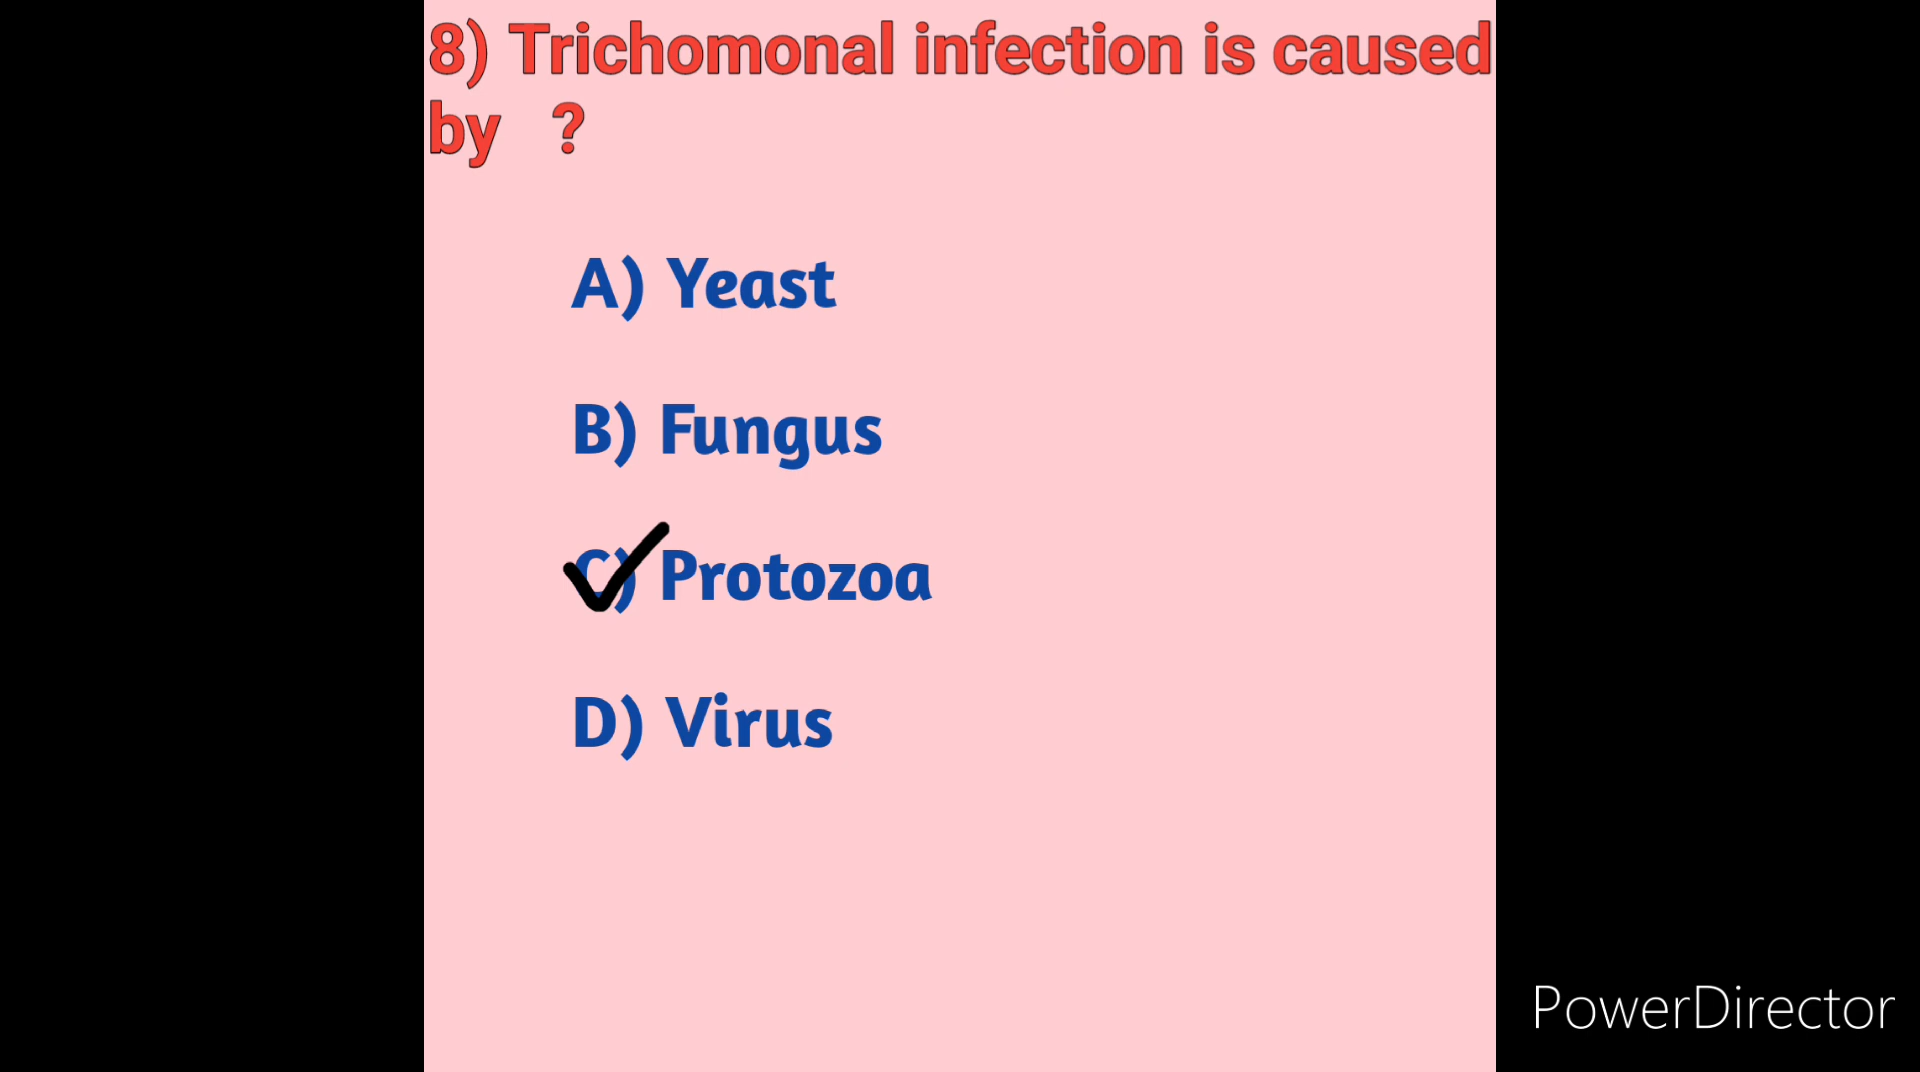 8) Trichomonal infection is caused
by ?
A) Yeast
B) Fungus
C) Protozoa
D) Virus
PowerDirector